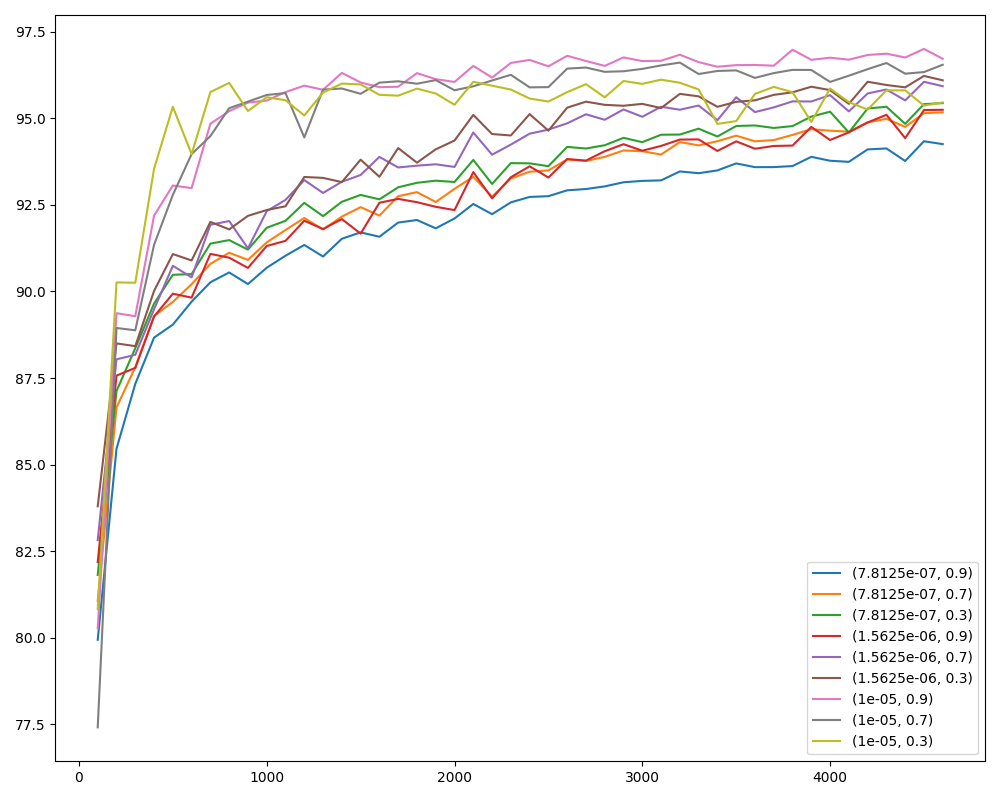 97.5
95.0
92.5
90.0
87.5
85.0
82.5
80.0
77.5
0
1000
2000
3000
4000
(7.8125e-07, 0.9)
(7.8125e-07, 0.7)
(7.8125e-07, 0.3)
(1.5625e-06, 0.9)
(1.5625e-06, 0.7)
(1.5625e-06, 0.3)
(1e-05, 0.9)
(1e-05, 0.7)
(1e-05, 0.3)